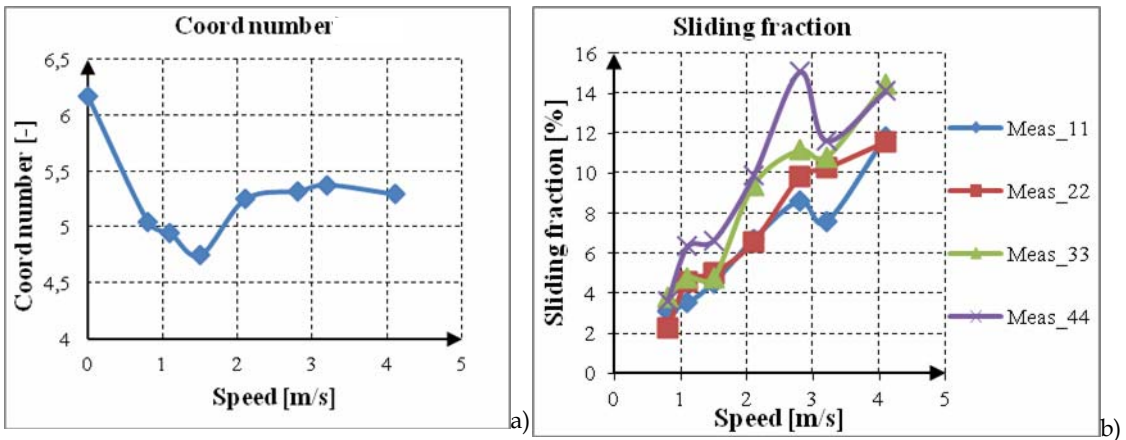 Coord number
6,5
6
5,5
5
4,5
4
0 1 2 3 4 5
Coord number [-]
Speed [m/s]
a)
Sliding fraction
16
14
12
10
8
6
4
2
0
0 1 2 3 4 5
Sliding fraction [%]
Speed [m/s]
Meas_11
Meas_22
Meas_33
Meas_44
b)